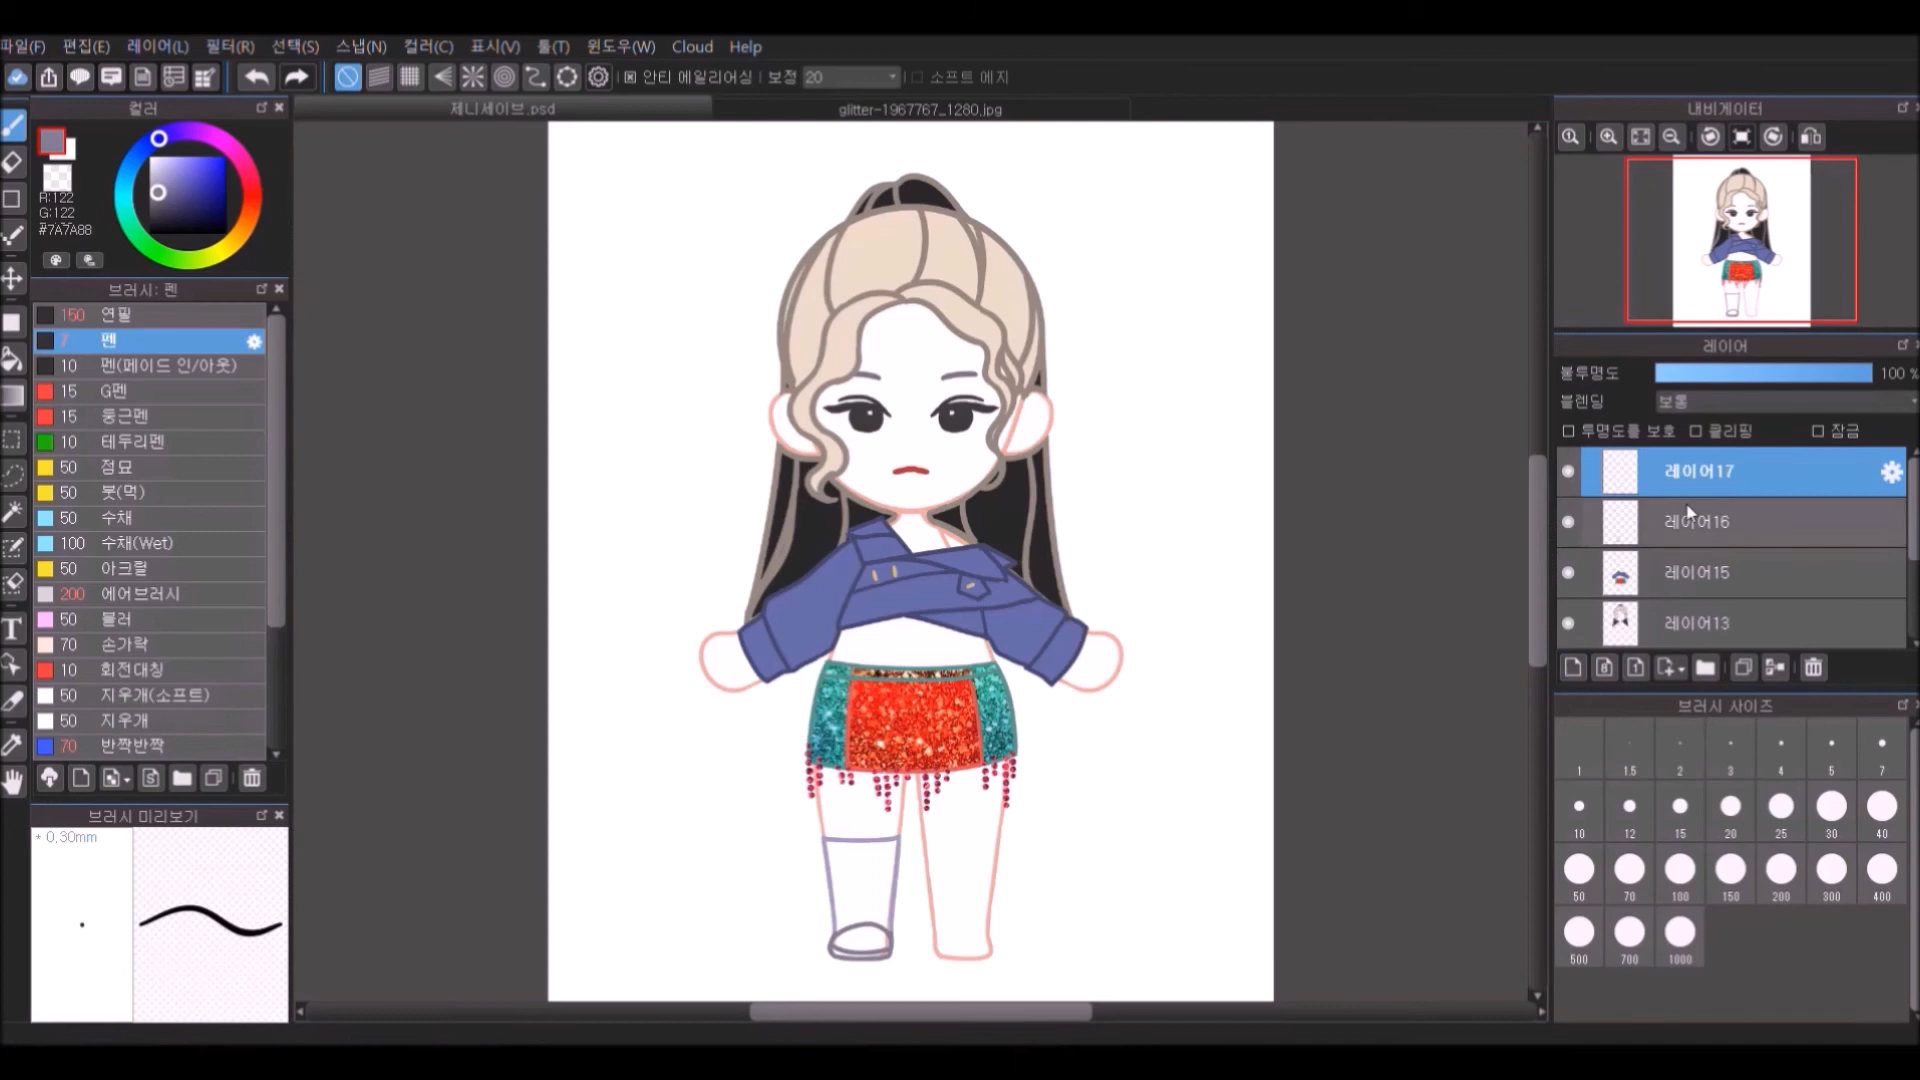 파일(F) 편집(E) 레이어(L) 필터(R) 선택(S) 스냅(N) 컬러(C) 표시(V) 툴(T) 윈도우(W) Cloud Help
안티 에일리어싱 보정 20 소프트 에지
컬러
제니세이브.psd
glitter-1967767_1280.jpg
내비게이터
R:122
G:122
#7A7A88
브러시: 펜
150 연필
7 펜
10 펜(페이드 인/아웃)
15 G펜
15 둥근펜
10 테두리펜
50 점묘
50 붓(먹)
50 수채
100 수채(Wet)
50 아크릴
200 에어브러시
50 블러
70 손가락
10 회전대칭
50 지우개(소프트)
50 지우개
70 반짝반짝
브러시 미리보기
* 0.30mm
레이어
불투명도 100 %
블렌딩 보통
투명도를 보호 클리핑 잠금
레이어17
레이어16
레이어15
레이어13
브러시 사이즈
1 1.5 2 3 4 5 7
10 12 15 20 25 30 40
50 70 100 150 200 300 400
500 700 1000